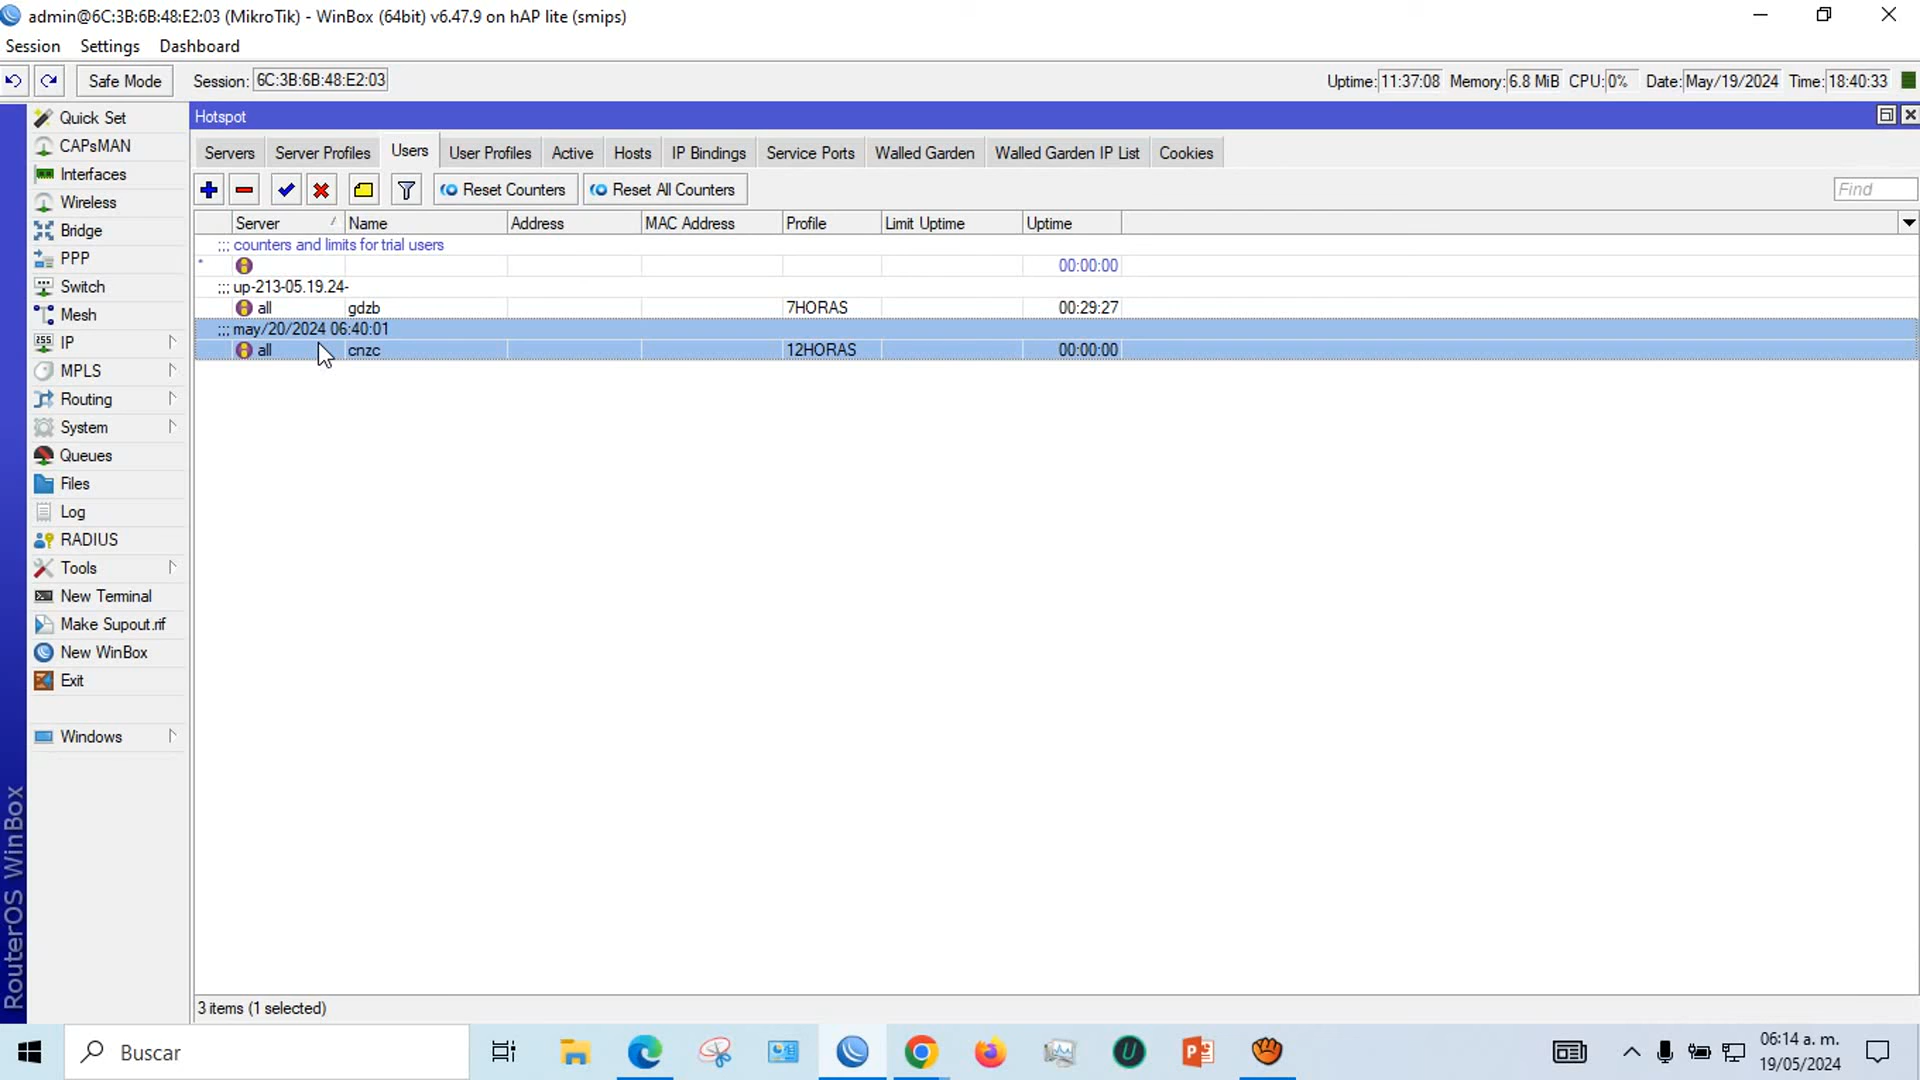 admin@6C:3B:6B:48:E2:03 (MikroTik) - WinBox (64bit) v6.47.9 on hAP lite (smips)
Session Settings Dashboard
Safe Mode Session: 6C:3B:6B:48:E2:03 Uptime: 11:37:08 Memory: 6.8 MiB CPU: 0% Date: May/19/2024 Time: 18:40:33
Hotspot
Servers Server Profiles Users User Profiles Active Hosts IP Bindings Service Ports Walled Garden Walled Garden IP List Cookies
Reset Counters Reset All Counters Find
Server Name Address MAC Address Profile Limit Uptime Uptime
;;; counters and limits for trial users
* 00:00:00
;;; up-213-05.19.24-
all gdzb 7HORAS 00:29:27
;;; may/20/2024 06:40:01
all cnzc 12HORAS 00:00:00
3 items (1 selected)
Quick Set
CAPsMAN
Interfaces
Wireless
Bridge
PPP
Switch
Mesh
255 IP
MPLS
Routing
System
Queues
Files
Log
RADIUS
Tools
New Terminal
Make Supout.rif
New WinBox
Exit
Windows
RouterOS WinBox
Buscar
06:14 a. m.
19/05/2024